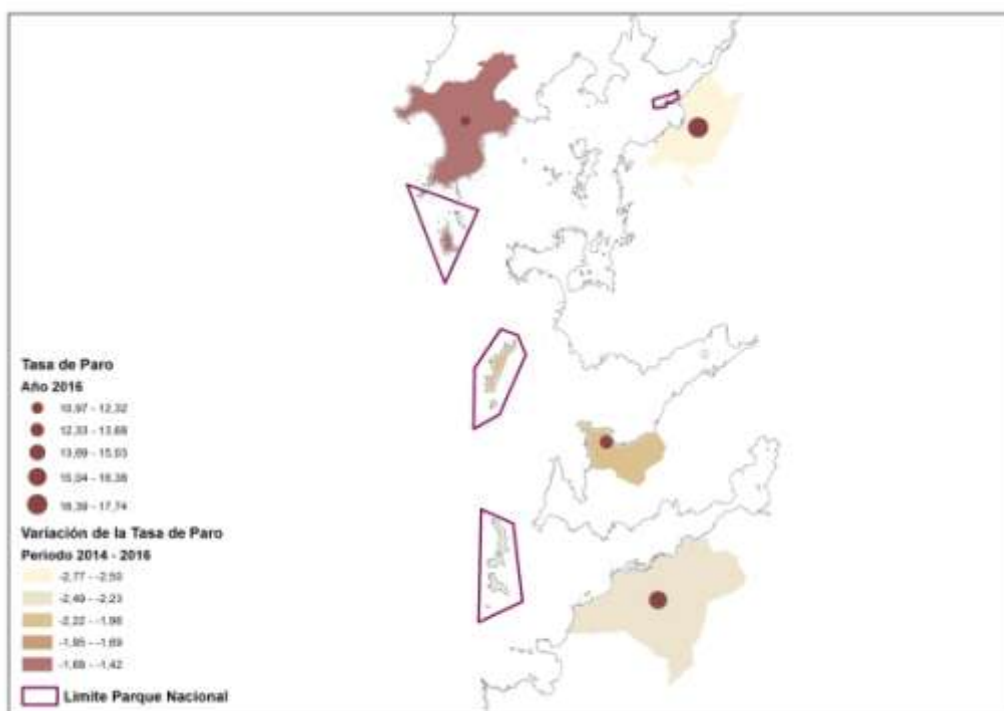 Tasa de Paro
Año 2016
10,97 - 12,32
12,33 - 13,68
13,69 - 15,03
15,04 - 16,38
16,39 - 17,74
Variación de la Tasa de Paro
Periodo 2014 - 2016
-2,77 - -2,50
-2,49 - -2,23
-2,22 - -1,96
-1,95 - -1,69
-1,68 - -1,42
Limite Parque Nacional